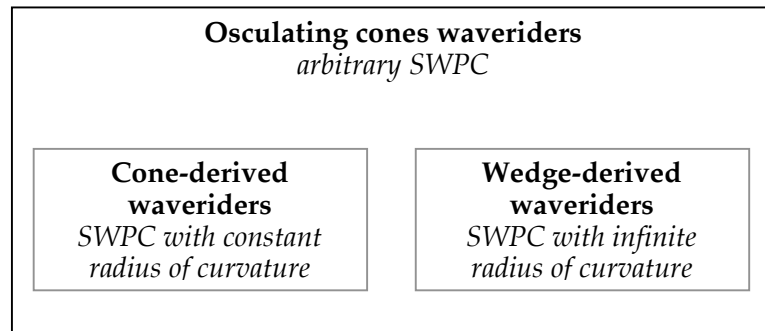 Osculating cones waveriders
arbitrary SWPC
Cone-derived
waveriders
SWPC with constant
radius of curvature
Wedge-derived
waveriders
SWPC with infinite
radius of curvature